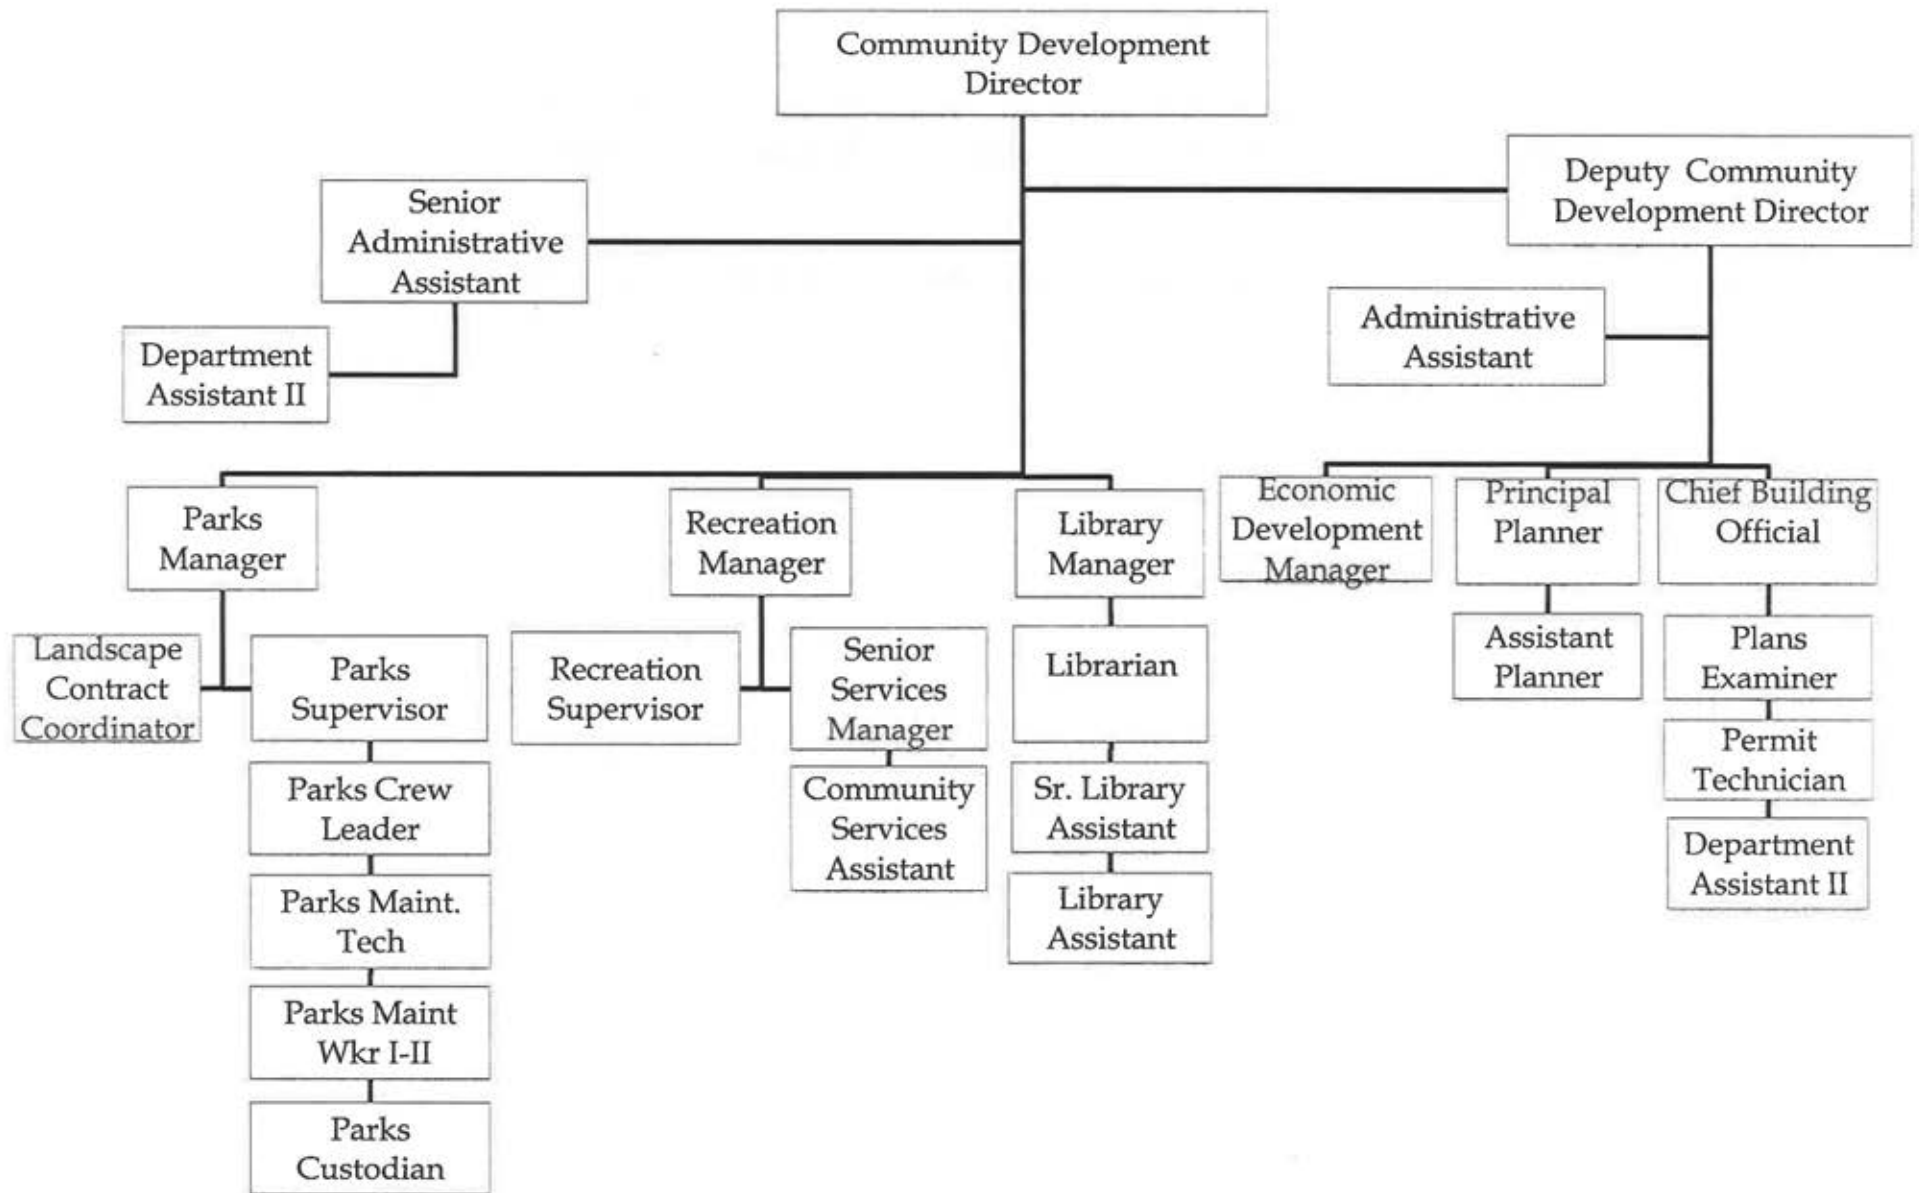 Community Development
Director
Deputy Community
Development Director
Senior
Administrative
Assistant
Administrative
Assistant
Department
Assistant II
Parks
Manager
Recreation
Manager
Library
Manager
Economic
Development
Manager
Principal
Planner
Chief Building
Official
Landscape
Contract
Coordinator
Parks
Supervisor
Recreation
Supervisor
Senior
Services
Manager
Librarian
Assistant
Planner
Plans
Examiner
Permit
Technician
Parks Crew
Leader
Community
Services
Assistant
Sr. Library
Assistant
Department
Assistant II
Parks Maint.
Tech
Library
Assistant
Parks Maint
Wkr I-II
Parks
Custodian